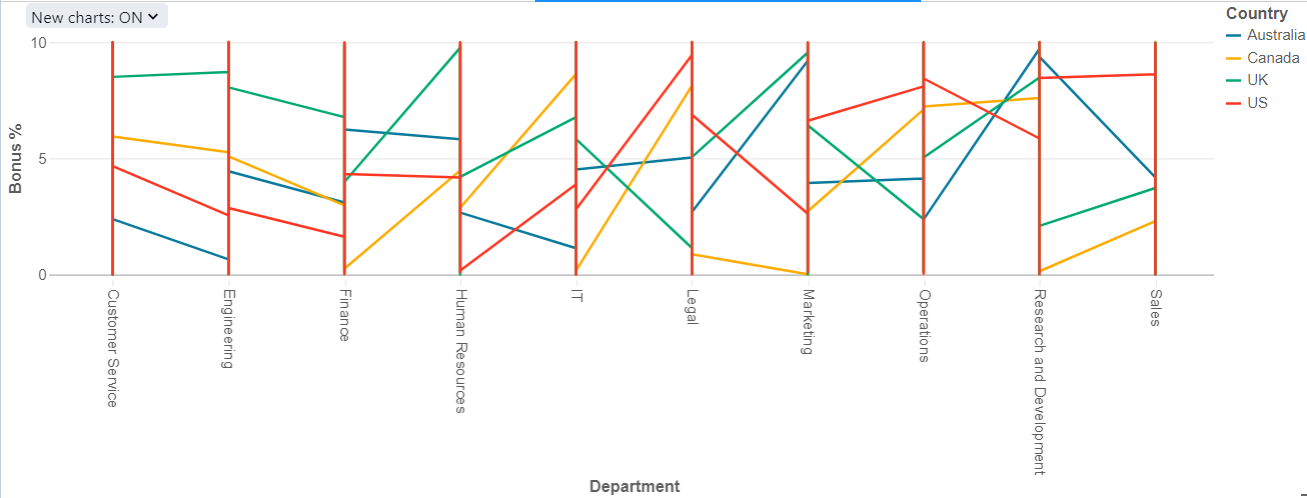 New charts: ON
Country
Australia
Canada
UK
US
Bonus %
10
5
0
Customer Service
Engineering
Finance
Human Resources
IT
Legal
Marketing
Operations
Research and Development
Sales
Department